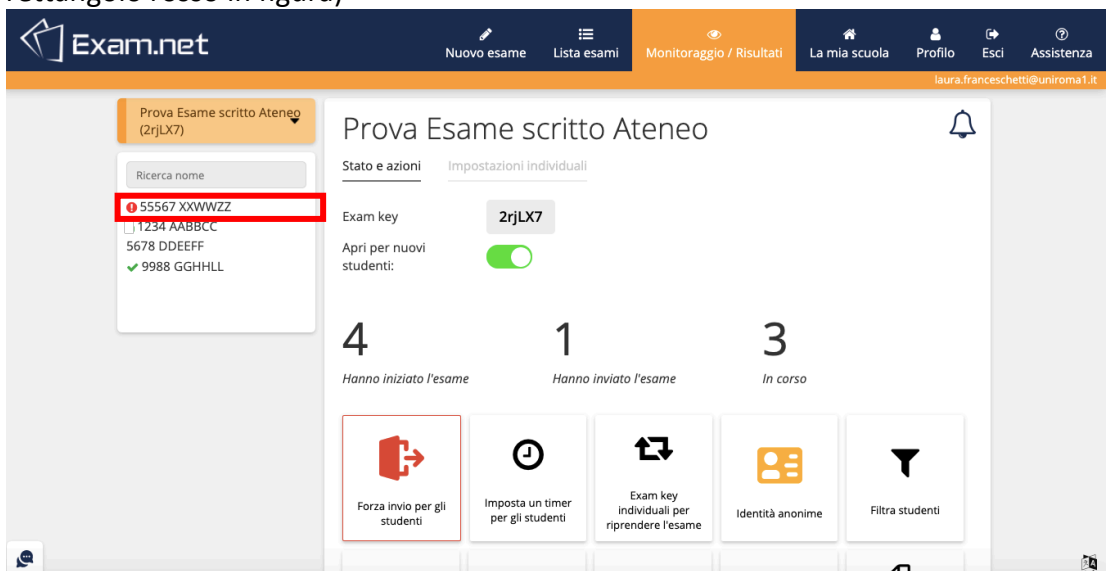 rettangolo rosso in figura)
Exam.net
Nuovo esame
Lista esami
Monitoraggio / Risultati
La mia scuola
Profilo
Esci
Assistenza
laura.franceschetti@uniroma1.it
Prova Esame scritto Ateneo
(2rjLX7)
Ricerca nome
55567 XXWWZZ
1234 AABBCC
5678 DDEEFF
9988 GGHHLL
Prova Esame scritto Ateneo
Stato e azioni
Impostazioni individuali
Exam key
2rjLX7
Apri per nuovi
studenti:
4
1
3
Hanno iniziato l'esame
Hanno inviato l'esame
In corso
Forza invio per gli
studenti
Imposta un timer
per gli studenti
Exam key
individuali per
riprendere l'esame
Identità anonime
Filtra studenti